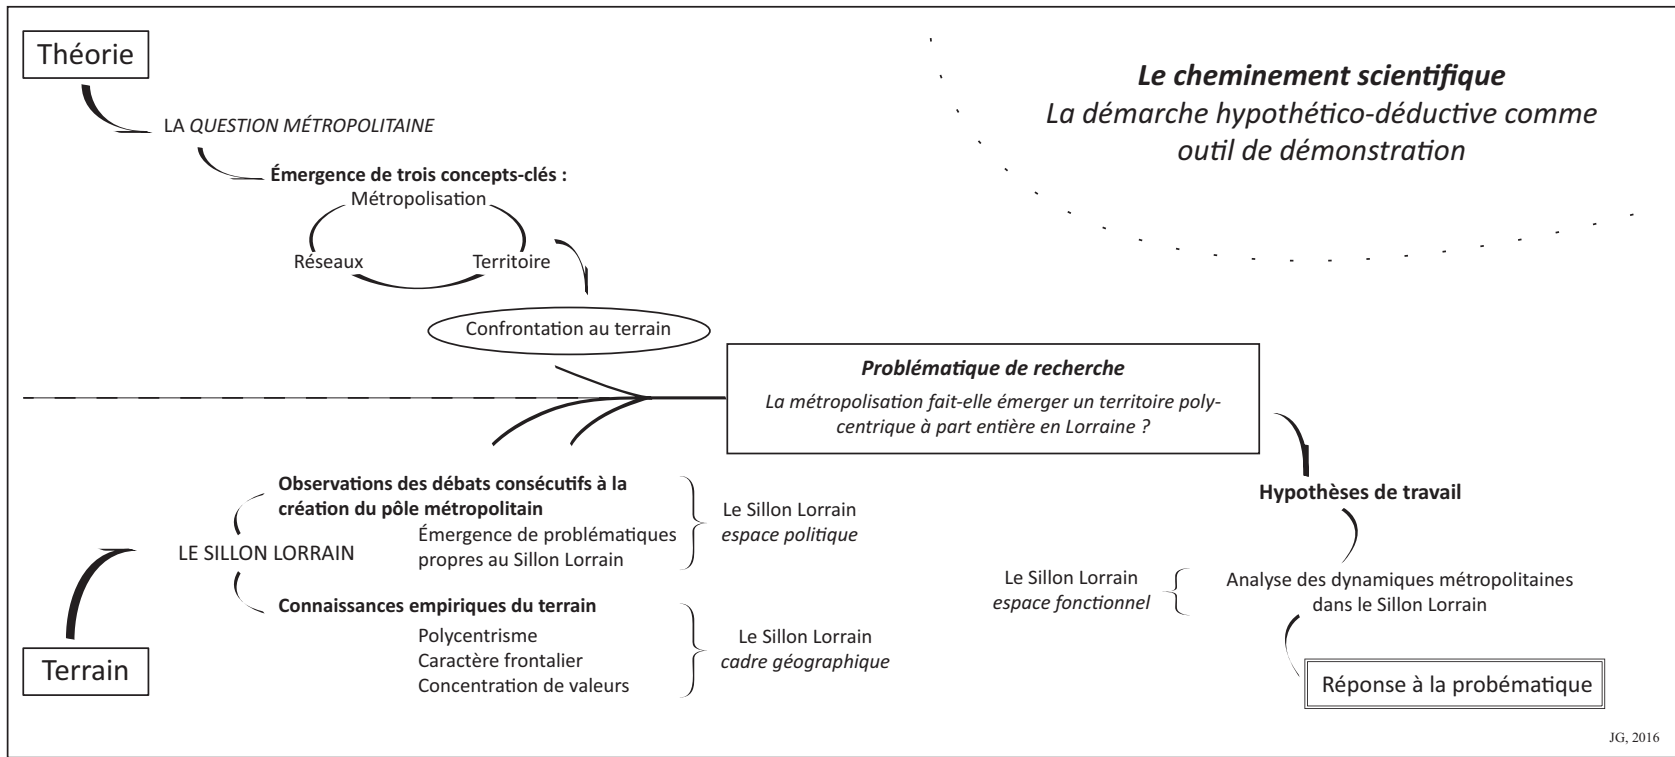 Théorie
LA QUESTION MÉTROPOLITAINE
Émergence de trois concepts-clés :
Métropolisation
Réseaux
Territoire
Confrontation au terrain
Le cheminement scientifique
La démarche hypothético-déductive comme
outil de démonstration
Problématique de recherche
La métropolisation fait-elle émerger un territoire poly-
centrique à part entière en Lorraine ?
Observations des débats consécutifs à la
création du pôle métropolitain
Émergence de problématiques
propres au Sillon Lorrain
Le Sillon Lorrain
espace politique
LE SILLON LORRAIN
Connaissances empiriques du terrain
Polycentrisme
Caractère frontalier
Concentration de valeurs
Le Sillon Lorrain
cadre géographique
Terrain
Hypothèses de travail
Le Sillon Lorrain
espace fonctionnel
Analyse des dynamiques métropolitaines
dans le Sillon Lorrain
Réponse à la probématique
JG, 2016